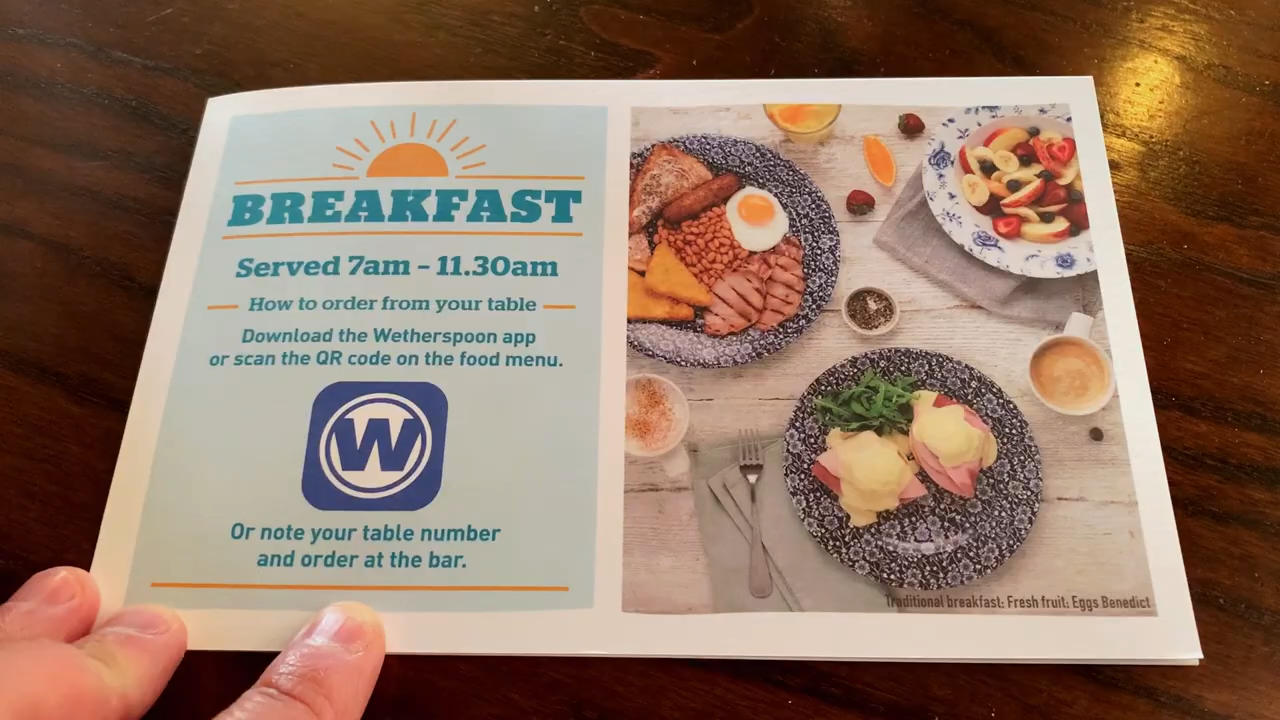 BREAKFAST
Served 7am – 11.30am
How to order from your table
Download the Wetherspoon app
or scan the QR code on the food menu.
W
Or note your table number
and order at the bar.
Traditional breakfast; Fresh fruit; Eggs Benedict